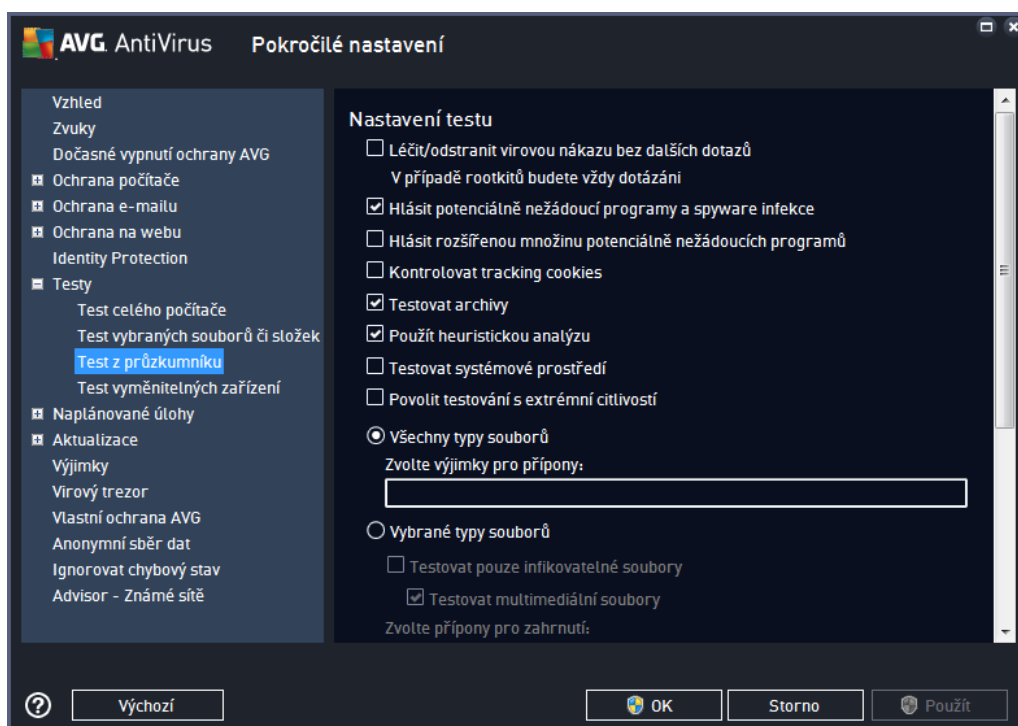 AVG. AntiVirus Pokročilé nastavení
Vzhled
Zvuky
Dočasné vypnutí ochrany AVG
Ochrana počítače
Ochrana e-mailu
Ochrana na webu
Identity Protection
Testy
Test celého počítače
Test vybraných souborů či složek
Test z průzkumníku
Test vyměnitelných zařízení
Naplánované úlohy
Aktualizace
Výjimky
Virový trezor
Vlastní ochrana AVG
Anonymní sběr dat
Ignorovat chybový stav
Advisor - Známé sítě
Nastavení testu
Léčit/odstranit virovou nákazu bez dalších dotazů
V případě rootkitů budete vždy dotázáni
Hlásit potenciálně nežádoucí programy a spyware infekce
Hlásit rozšířenou množinu potenciálně nežádoucích programů
Kontrolovat tracking cookies
Testovat archivy
Použít heuristickou analýzu
Testovat systémové prostředí
Povolit testování s extrémní citlivostí
Všechny typy souborů
Zvolte výjimky pro přípony:
Vybrané typy souborů
Testovat pouze infikovatelné soubory
Testovat multimediální soubory
Zvolte přípony pro zahrnutí:
? Výchozí OK Storno Použít